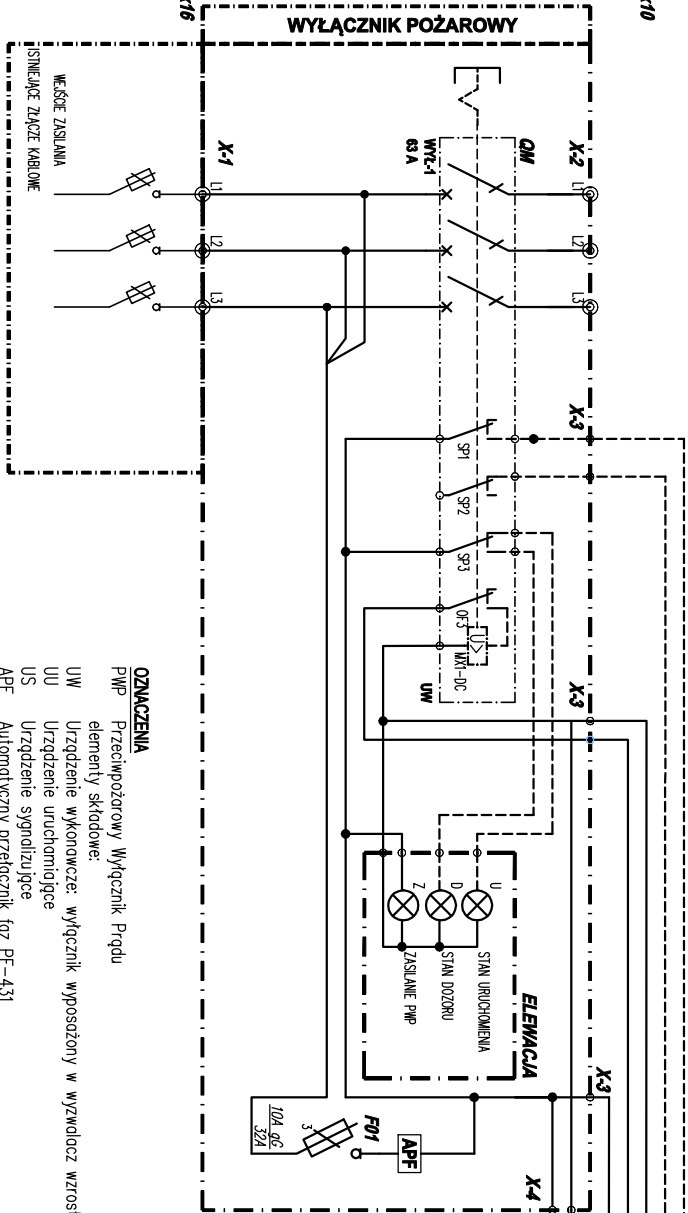 WYŁĄCZNIK POŻAROWY
WEJŚCIE ZASILANIA
ISTNIEJĄCE ZŁĄCZE KABLOWE
X-1
L1
L2
L3
WYŁ-1
63 A
QM
X-2
L1
L2
L3
X-3
SP1
SP2
SP3
OF3
U>
MX1-DC
UW
X-3
ELEWACJA
U
D
Z
STAN URUCHOMIENIA
STAN DOZORU
ZASILANIE PWP
X-3
X-4
F01
3
10A gG
32A
APF
OZNACZENIA
PWP Przeciwpożarowy Wyłącznik Prądu
elementy składowe:
UW Urządzenie wykonawcze: wyłącznik wyposażony w wyzwalacz
UU Urządzenie uruchamiające
US Urządzenie sygnalizujące
APF Automatyczny przełącznik faz PF-431